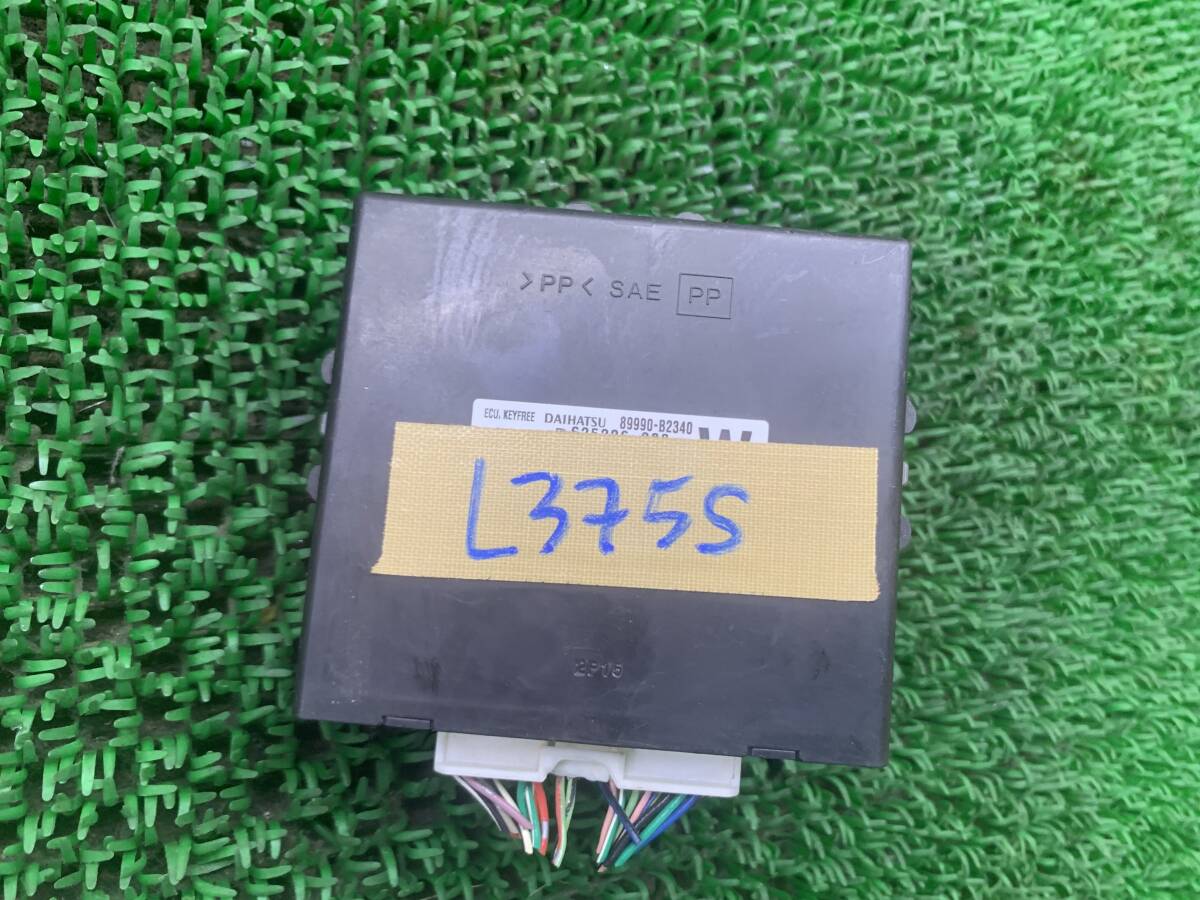 >PP< SAE PP
ECU, KEYFREE DAIHATSU 89990-B2340
W
L375S
2P15